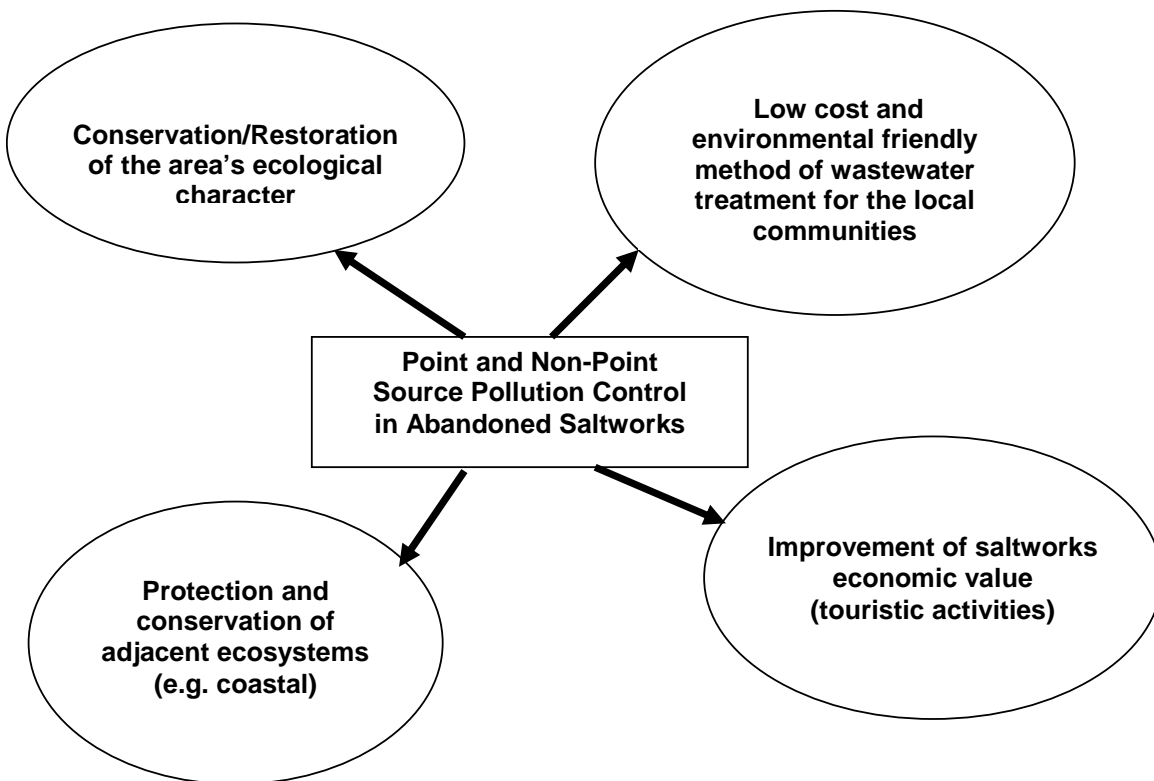 Conservation/Restoration
of the area's ecological
character
Low cost and
environmental friendly
method of wastewater
treatment for the local
communities
Point and Non-Point
Source Pollution Control
in Abandoned Saltworks
Protection and
conservation of
adjacent ecosystems
(e.g. coastal)
Improvement of saltworks
economic value
(touristic activities)